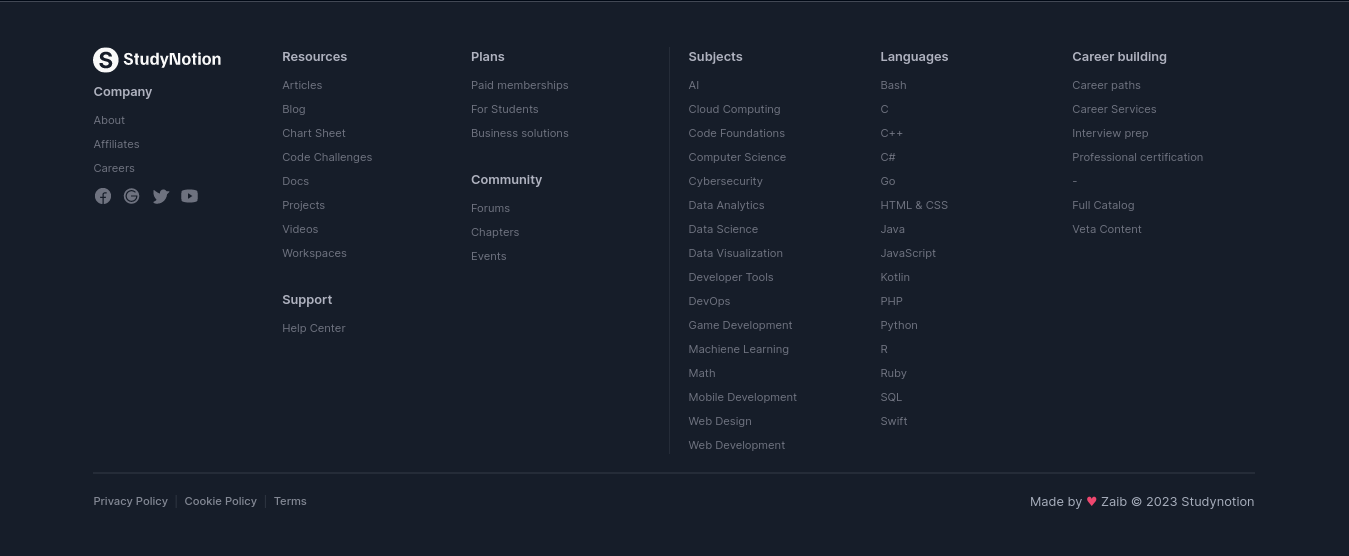 StudyNotion
Company
About
Affiliates
Careers
Resources
Articles
Blog
Chart Sheet
Code Challenges
Docs
Projects
Videos
Workspaces
Support
Help Center
Plans
Paid memberships
For Students
Business solutions
Community
Forums
Chapters
Events
Subjects
AI
Cloud Computing
Code Foundations
Computer Science
Cybersecurity
Data Analytics
Data Science
Data Visualization
Developer Tools
DevOps
Game Development
Machiene Learning
Math
Mobile Development
Web Design
Web Development
Languages
Bash
C
C++
C#
Go
HTML & CSS
Java
JavaScript
Kotlin
PHP
Python
R
Ruby
SQL
Swift
Career building
Career paths
Career Services
Interview prep
Professional certification
-
Full Catalog
Veta Content
Privacy Policy | Cookie Policy | Terms
Made by ♥ Zaib © 2023 Studynotion